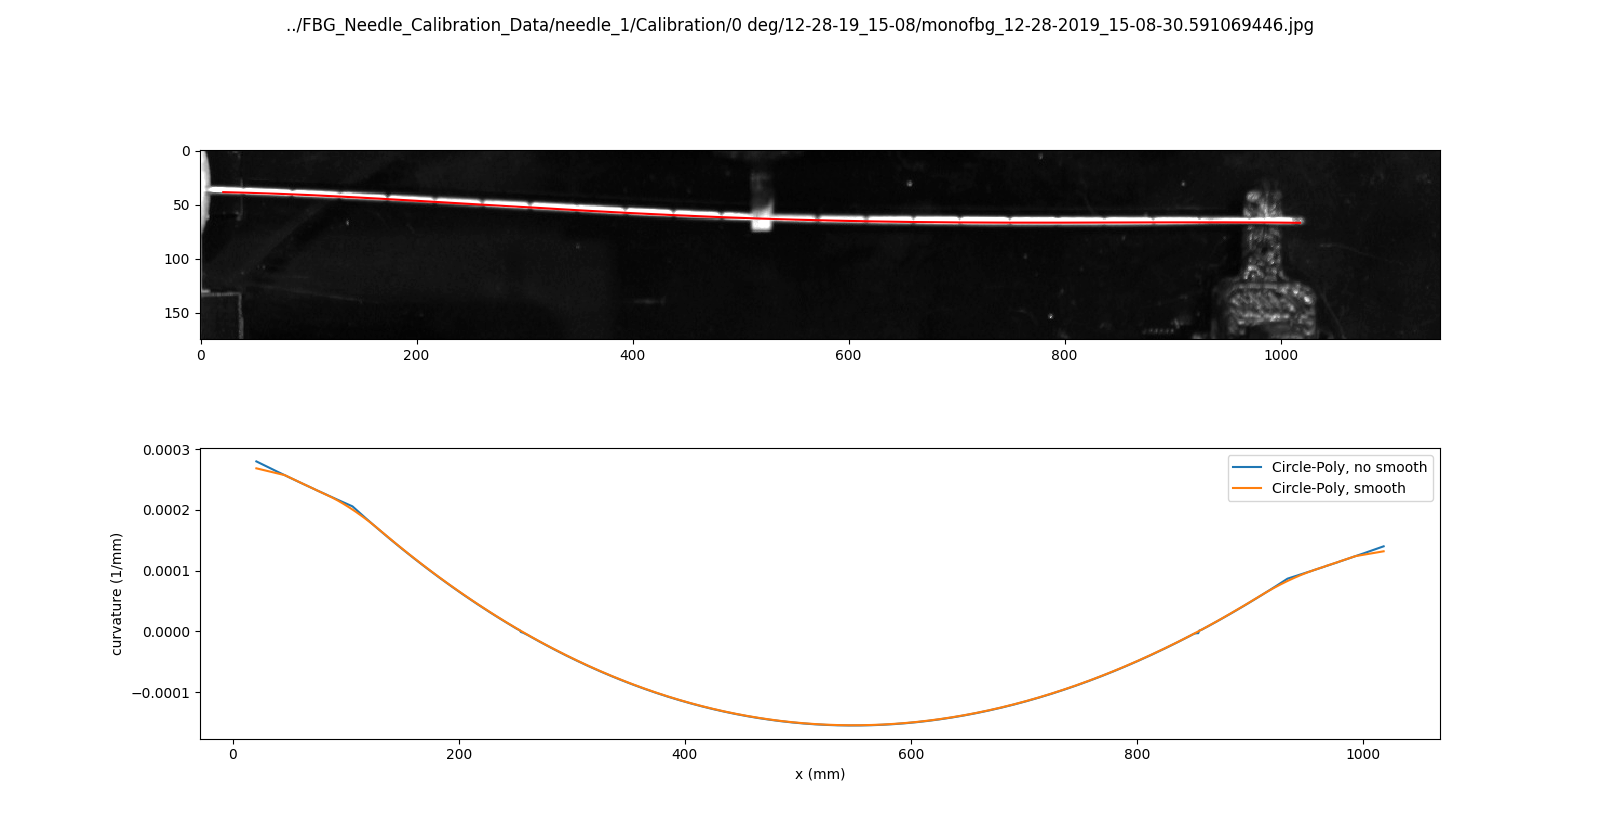 ../FBG_Needle_Calibration_Data/needle_1/Calibration/0 deg/12-28-19_15-08/monofbg_12-28-2019_15-08-30.591069446.jpg
0
50
100
150
0 200 400 600 800 1000
0.0003
0.0002
0.0001
0.0000
−0.0001
curvature (1/mm)
Circle-Poly, no smooth
Circle-Poly, smooth
0 200 400 600 800 1000
x (mm)